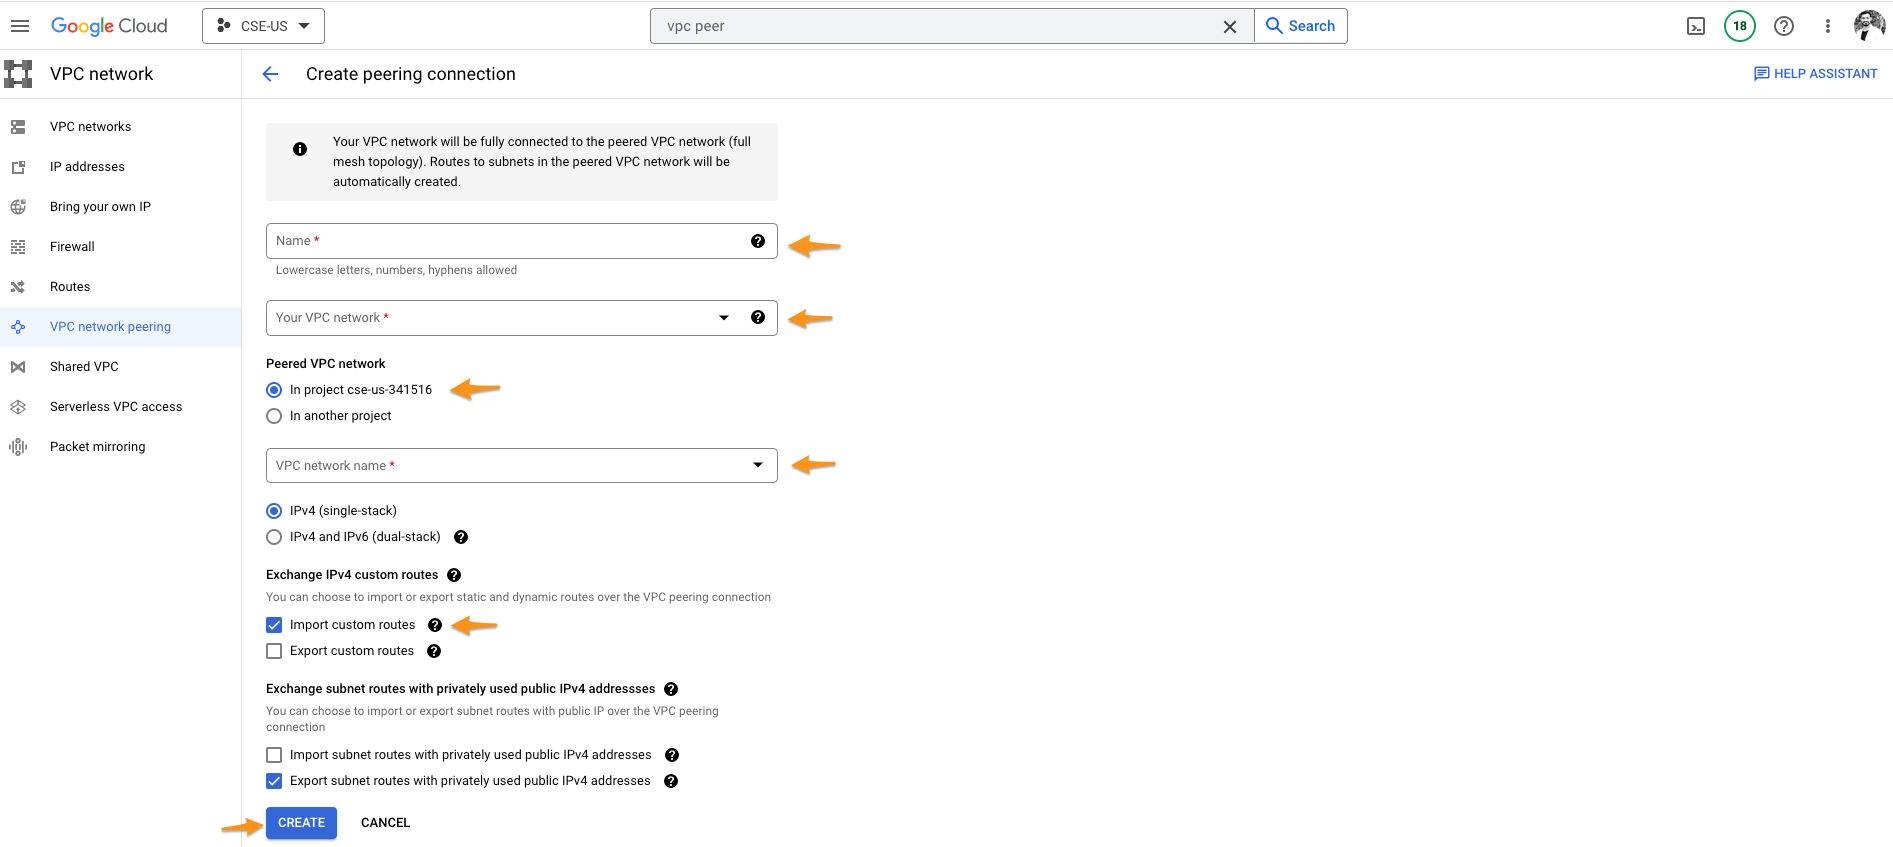 Google Cloud
CSE-US
vpc peer
Search
18
VPC network
Create peering connection
HELP ASSISTANT
VPC networks
IP addresses
Bring your own IP
Firewall
Routes
VPC network peering
Shared VPC
Serverless VPC access
Packet mirroring
Your VPC network will be fully connected to the peered VPC network (full
mesh topology). Routes to subnets in the peered VPC network will be
automatically created.
Name *
Lowercase letters, numbers, hyphens allowed
Your VPC network *
Peered VPC network
In project cse-us-341516
In another project
VPC network name *
IPv4 (single-stack)
IPv4 and IPv6 (dual-stack)
Exchange IPv4 custom routes
You can choose to import or export static and dynamic routes over the VPC peering connection
Import custom routes
Export custom routes
Exchange subnet routes with privately used public IPv4 addressses
You can choose to import or export subnet routes with public IP over the VPC peering
connection
Import subnet routes with privately used public IPv4 addresses
Export subnet routes with privately used public IPv4 addresses
CREATE
CANCEL